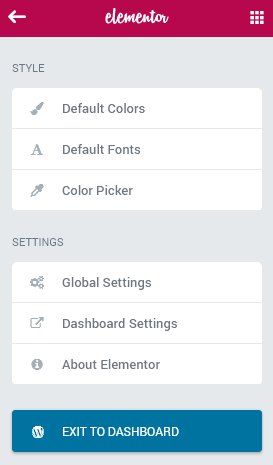 elementor
STYLE
Default Colors
Default Fonts
Color Picker
SETTINGS
Global Settings
Dashboard Settings
About Elementor
EXIT TO DASHBOARD